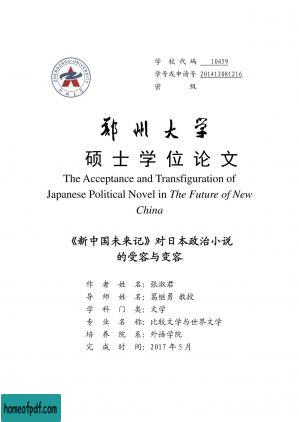 学 校 代 码 10459
学号或申请号 201412081216
密 级
郑州大学
硕 士 学 位 论 文
The Acceptance and Transfiguration of
Japanese Political Novel in The Future of New
China
《新中国未来记》对日本政治小说
的受容与变容
作 者 姓 名：张淑君
导 师 姓 名：葛继勇 教授
学 科 门 类：文学
专 业 名 称：比较文学与世界文学
培 养 院 系：外语学院
完 成 时 间：2017 年 5 月
homeofpdf.com